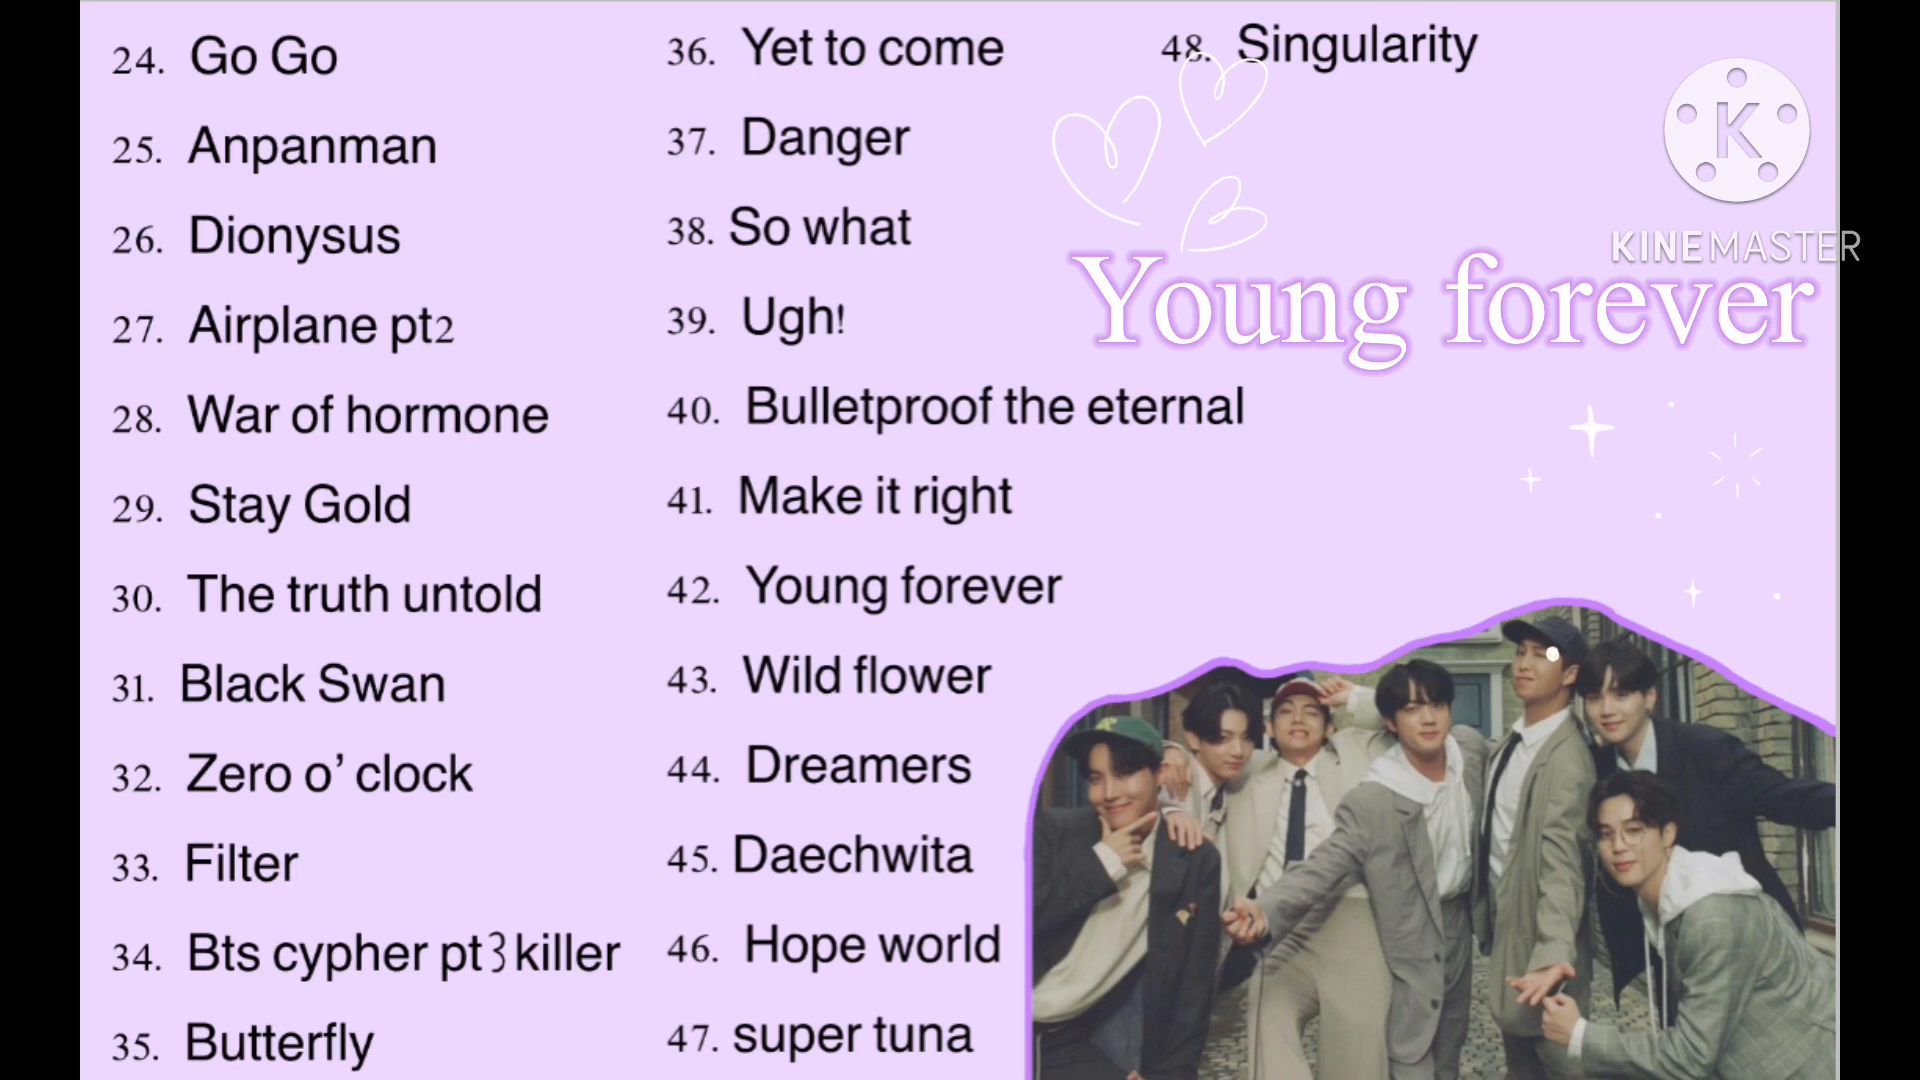 24. Go Go
25. Anpanman
26. Dionysus
27. Airplane pt2
28. War of hormone
29. Stay Gold
30. The truth untold
31. Black Swan
32. Zero o’ clock
33. Filter
34. Bts cypher pt 3 killer
35. Butterfly
36. Yet to come
37. Danger
38. So what
39. Ugh!
40. Bulletproof the eternal
41. Make it right
42. Young forever
43. Wild flower
44. Dreamers
45. Daechwita
46. Hope world
47. super tuna
48. Singularity
K
KINEMASTER
Young forever